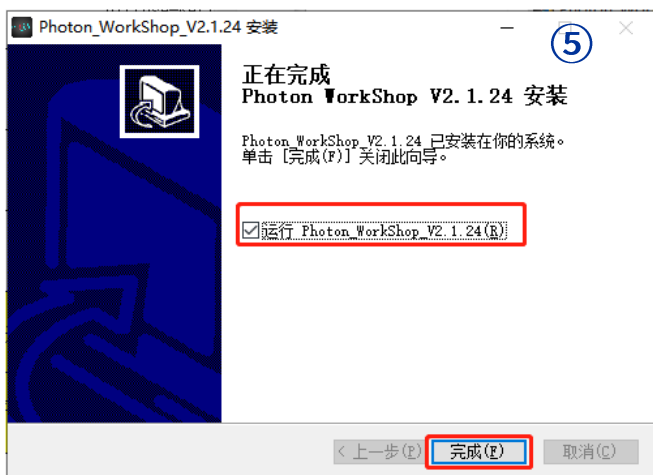 Photon_WorkShop_V2.1.24 安装
⑤
正在完成
Photon WorkShop V2.1.24 安装
Photon_WorkShop_V2.1.24 已安装在你的系统。
单击 [完成(F)] 关闭此向导。
运行 Photon_WorkShop_V2.1.24(R)
< 上一步(P)
完成(F)
取消(C)